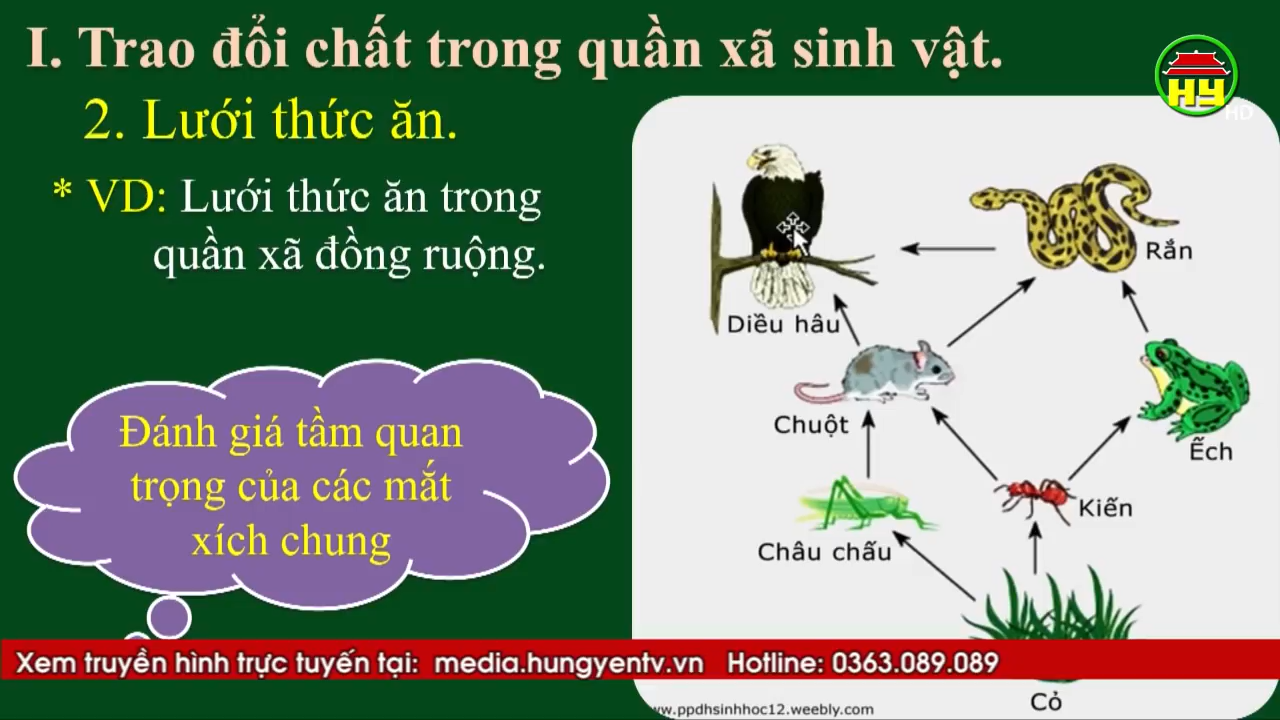 I. Trao đổi chất trong quần xã sinh vật.
HY
HD
2. Lưới thức ăn.
* VD: Lưới thức ăn trong
quần xã đồng ruộng.
Rắn
Diều hâu
Chuột
Ếch
Kiến
Châu chấu
Đánh giá tầm quan
trọng của các mắt
xích chung
Xem truyền hình trực tuyến tại: media.hungyentv.vn Hotline: 0363.089.089
Cỏ
www.ppdhsinhhoc12.weebly.com